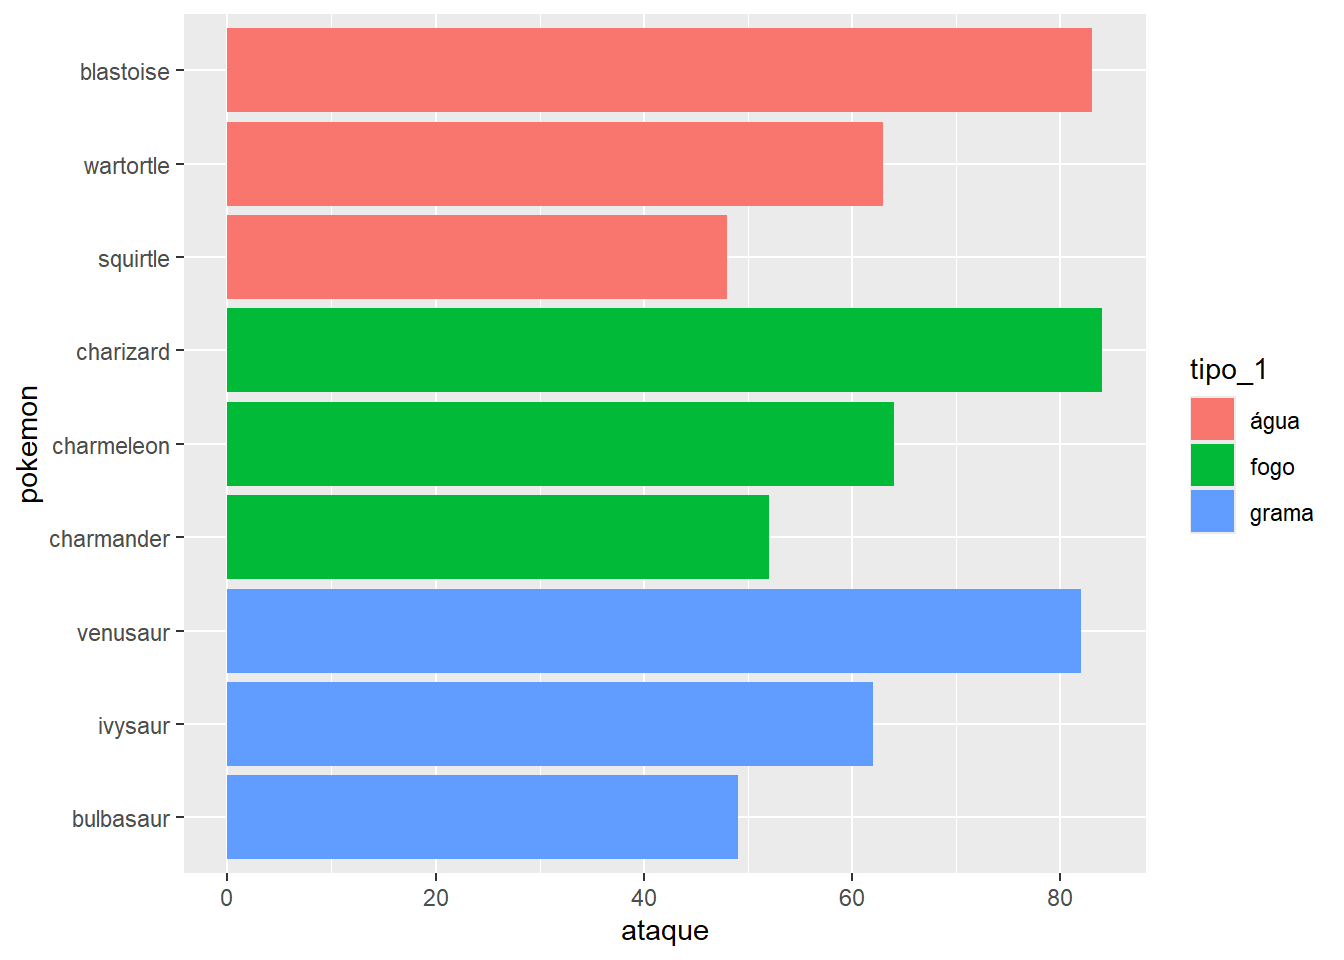 blastoise
wartortle
squirtle
charizard
charmeleon
charmander
venusaur
ivysaur
bulbasaur
pokemon
0 20 40 60 80
ataque
tipo_1
água
fogo
grama